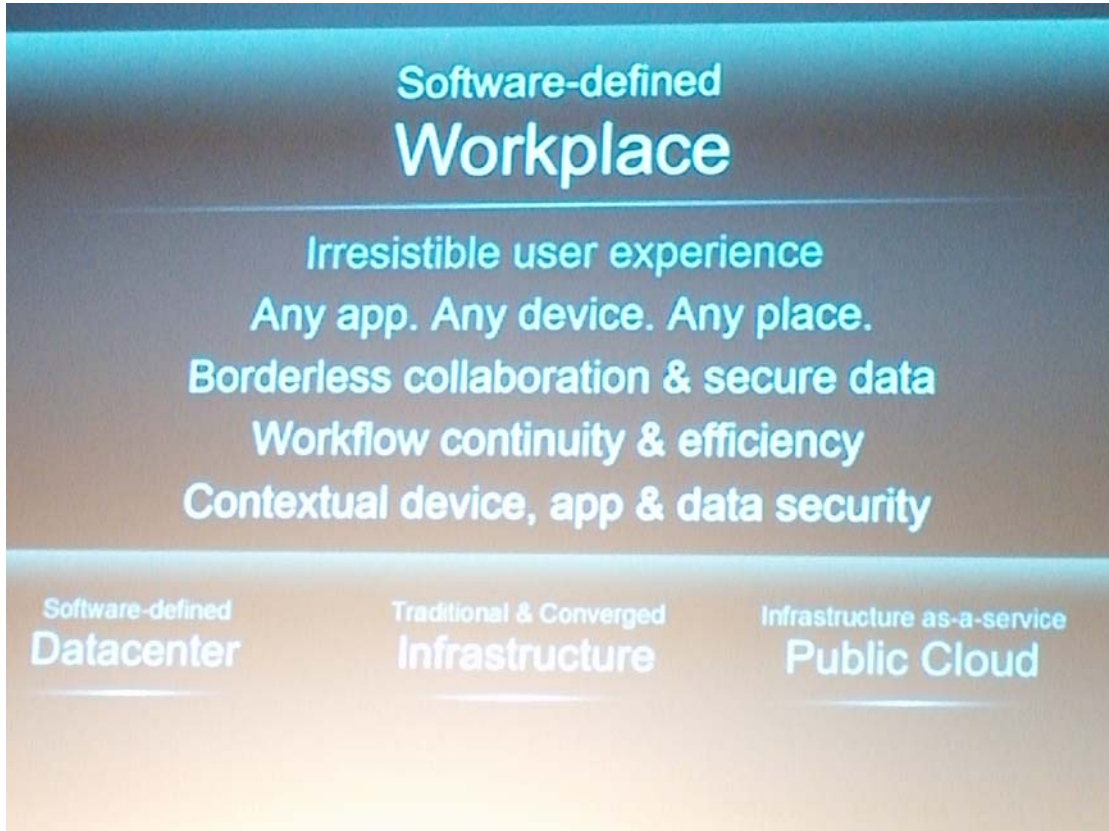 Software-defined
Workplace
Irresistible user experience
Any app. Any device. Any place.
Borderless collaboration & secure data
Workflow continuity & efficiency
Contextual device, app & data security
Software-defined
Datacenter
Traditional & Converged
Infrastructure
Infrastructure as-a-service
Public Cloud